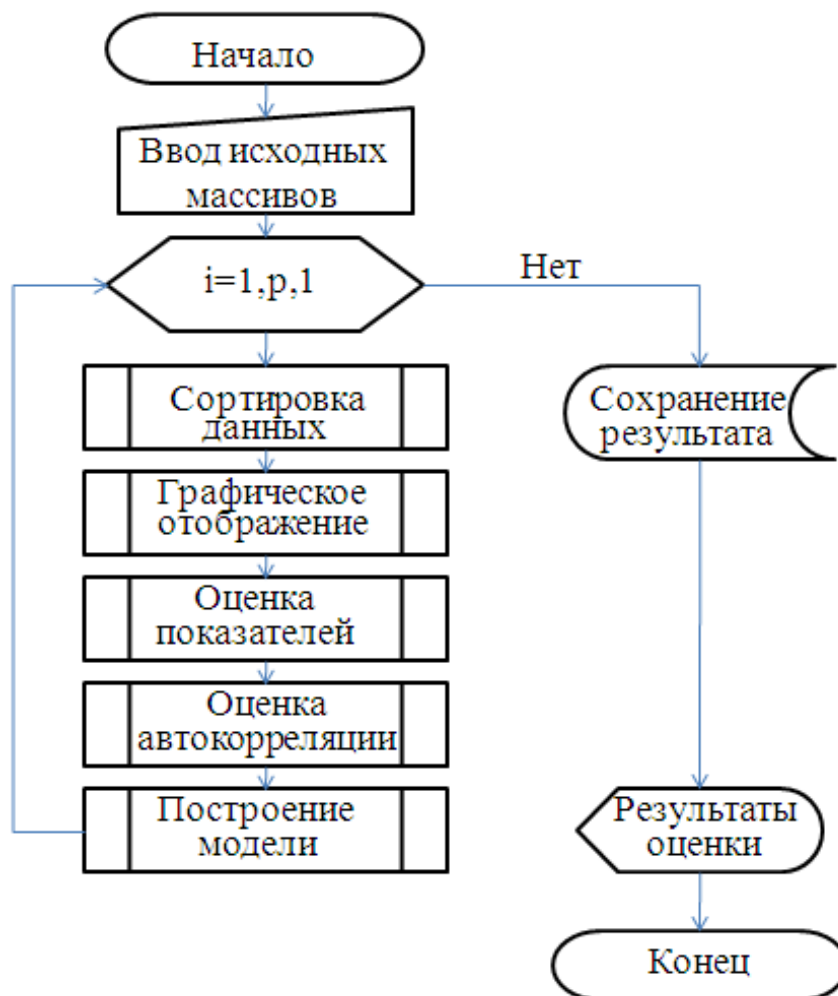 Начало
Ввод исходных
массивов
i=1,p,1
Нет
Сортировка
данных
Графическое
отображение
Оценка
показателей
Оценка
автокорреляции
Построение
модели
Сохранение
результата
Результаты
оценки
Конец